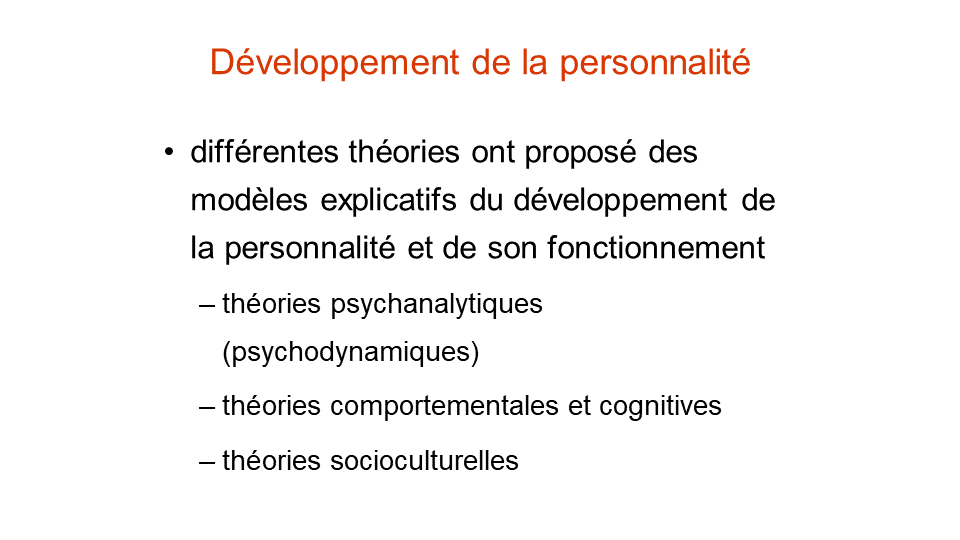 Développement de la personnalité
• différentes théories ont proposé des
modèles explicatifs du développement de
la personnalité et de son fonctionnement
– théories psychanalytiques
(psychodynamiques)
– théories comportementales et cognitives
– théories socioculturelles